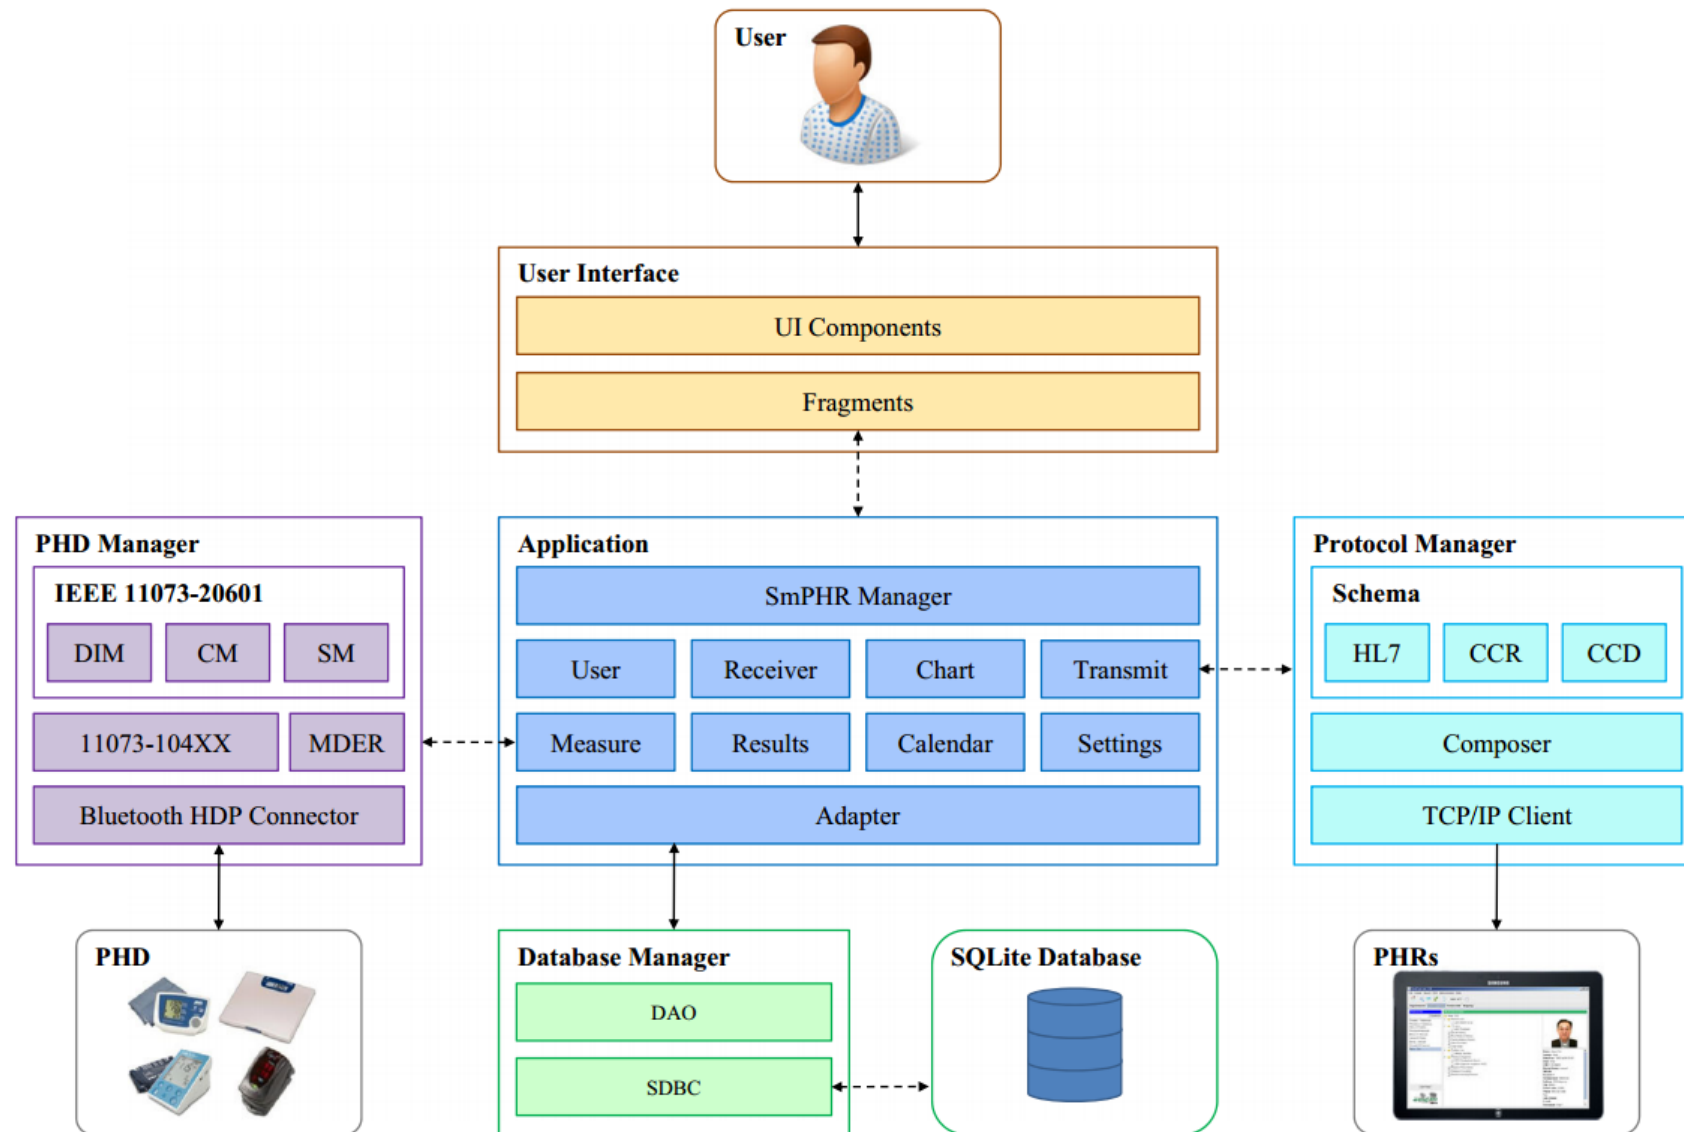 User
User Interface
UI Components
Fragments
PHD Manager
IEEE 11073-20601
DIM CM SM
11073-104XX MDER
Bluetooth HDP Connector
Application
SmPHR Manager
User Receiver Chart Transmit
Measure Results Calendar Settings
Adapter
Protocol Manager
Schema
HL7 CCR CCD
Composer
TCP/IP Client
PHD
Database Manager
DAO
SDBC
SQLite Database
PHRs
SAMSUNG